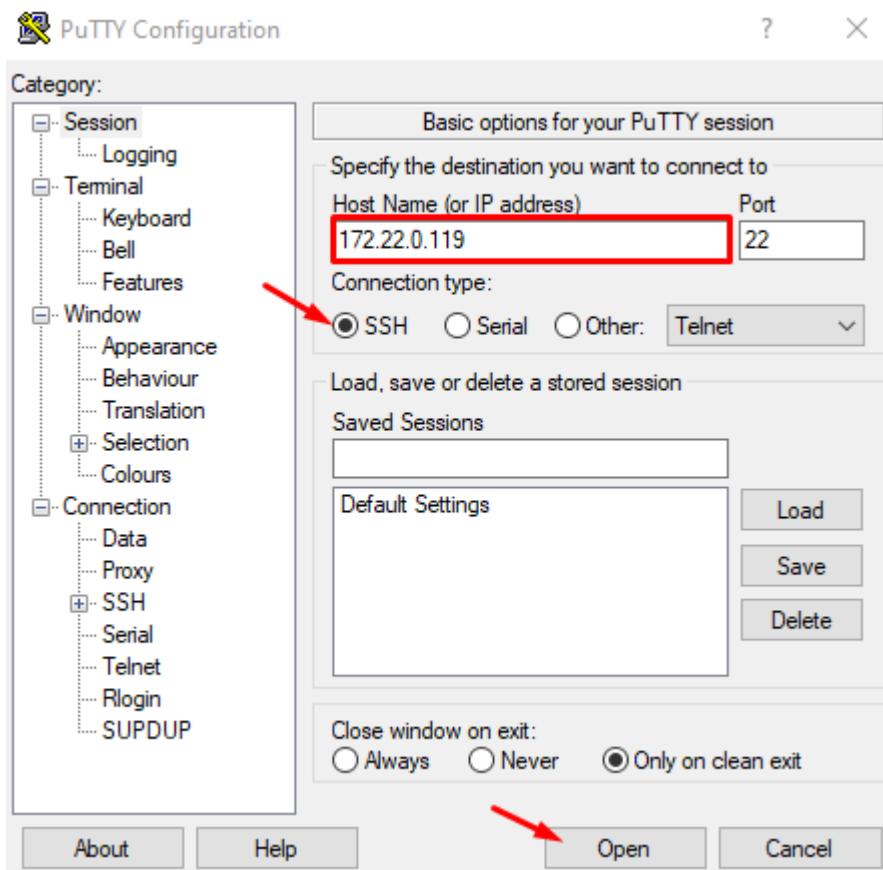 PuTTY Configuration
?
Category:
Session
Logging
Terminal
Keyboard
Bell
Features
Window
Appearance
Behaviour
Translation
Selection
Colours
Connection
Data
Proxy
SSH
Serial
Telnet
Rlogin
SUPDUP
Basic options for your PuTTY session
Specify the destination you want to connect to
Host Name (or IP address) Port
172.22.0.119 22
Connection type:
SSH Serial Other: Telnet
Load, save or delete a stored session
Saved Sessions
Default Settings
Load
Save
Delete
Close window on exit:
Always Never Only on clean exit
About Help Open Cancel